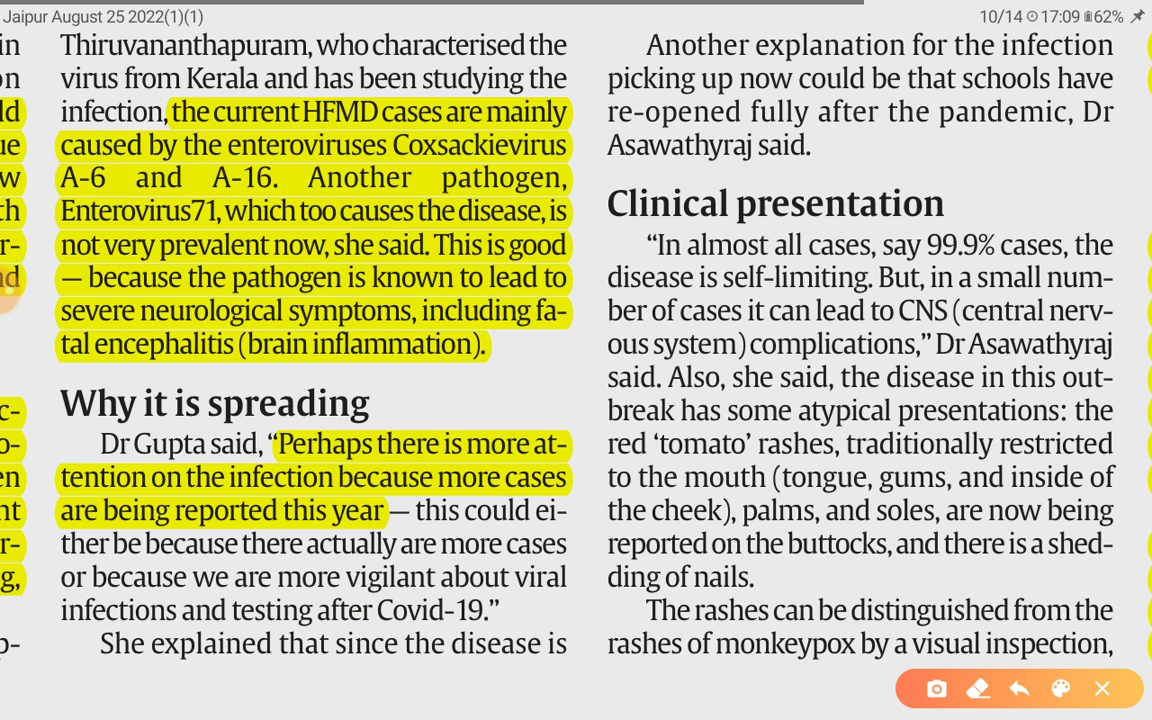 Jaipur August 25 2022(1)(1)
10/14 17:09 62%
in
on
ld
ue
w
th
r-
nd
c-
o-
en
nt
r-
g,
p-
Thiruvananthapuram, who characterised the
virus from Kerala and has been studying the
infection, the current HFMD cases are mainly
caused by the enteroviruses Coxsackievirus
A-6 and A-16. Another pathogen,
Enterovirus71, which too causes the disease, is
not very prevalent now, she said. This is good
— because the pathogen is known to lead to
severe neurological symptoms, including fa-
tal encephalitis (brain inflammation).
Why it is spreading
Dr Gupta said, “Perhaps there is more at-
tention on the infection because more cases
are being reported this year — this could ei-
ther be because there actually are more cases
or because we are more vigilant about viral
infections and testing after Covid-19.”
She explained that since the disease is
Another explanation for the infection
picking up now could be that schools have
re-opened fully after the pandemic, Dr
Asawathyraj said.
Clinical presentation
“In almost all cases, say 99.9% cases, the
disease is self-limiting. But, in a small num-
ber of cases it can lead to CNS (central nerv-
ous system) complications,” Dr Asawathyraj
said. Also, she said, the disease in this out-
break has some atypical presentations: the
red ‘tomato’ rashes, traditionally restricted
to the mouth (tongue, gums, and inside of
the cheek), palms, and soles, are now being
reported on the buttocks, and there is a shed-
ding of nails.
The rashes can be distinguished from the
rashes of monkeypox by a visual inspection,